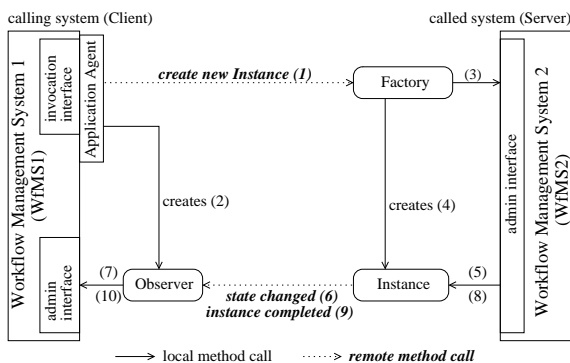 calling system (Client)
called system (Server)
Workflow Management System 1
(WfMS1)
invocation
interface
Application Agent
create new Instance (1)
Factory
(3)
admin interface
Workflow Management System 2
(WfMS2)
creates (2)
creates (4)
admin
interface
(7)
(10)
Observer
state changed (6)
instance completed (9)
Instance
(5)
(8)
local method call
remote method call